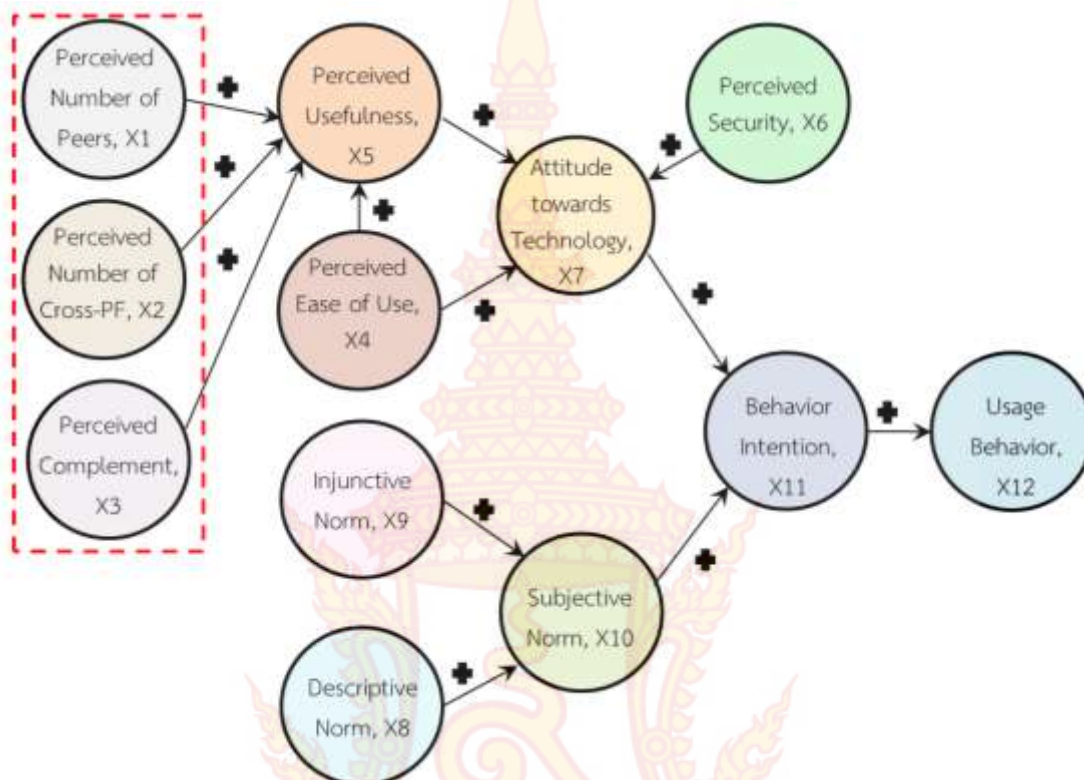 Perceived
Number of
Peers, X1
Perceived
Usefulness,
X5
Perceived
Security, X6
Attitude
towards
Technology,
X7
Perceived
Number of
Cross-PF, X2
Perceived
Ease of Use,
X4
Perceived
Complement,
X3
Behavior
Intention,
X11
Usage
Behavior,
X12
Injunctive
Norm, X9
Subjective
Norm, X10
Descriptive
Norm, X8